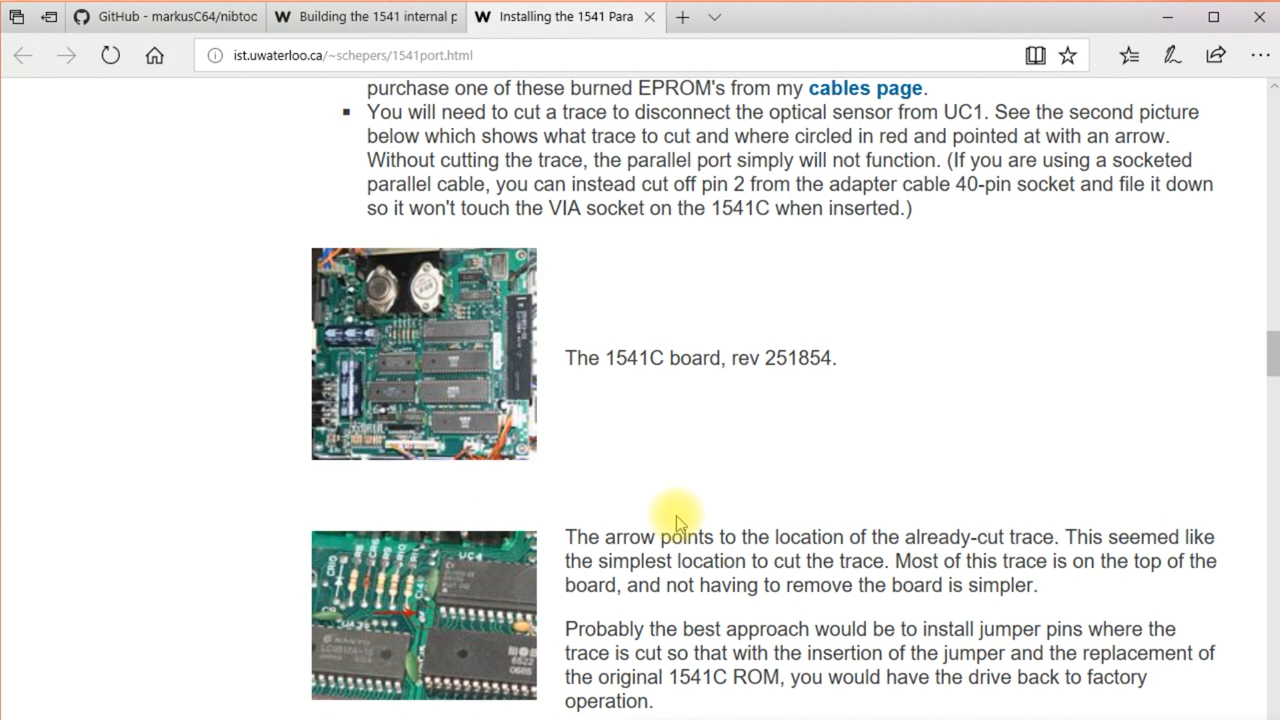 GitHub - markusC64/nibtoc
Building the 1541 internal p
Installing the 1541 Para
ist.uwaterloo.ca/~schepers/1541port.html
purchase one of these burned EPROM's from my cables page.
You will need to cut a trace to disconnect the optical sensor from UC1. See the second picture
below which shows what trace to cut and where circled in red and pointed at with an arrow.
Without cutting the trace, the parallel port simply will not function. (If you are using a socketed
parallel cable, you can instead cut off pin 2 from the adapter cable 40-pin socket and file it down
so it won't touch the VIA socket on the 1541C when inserted.)
The 1541C board, rev 251854.
The arrow points to the location of the already-cut trace. This seemed like
the simplest location to cut the trace. Most of this trace is on the top of the
board, and not having to remove the board is simpler.
Probably the best approach would be to install jumper pins where the
trace is cut so that with the insertion of the jumper and the replacement of
the original 1541C ROM, you would have the drive back to factory
operation.
UC4
CR10
R9
R10
SANYO
6522